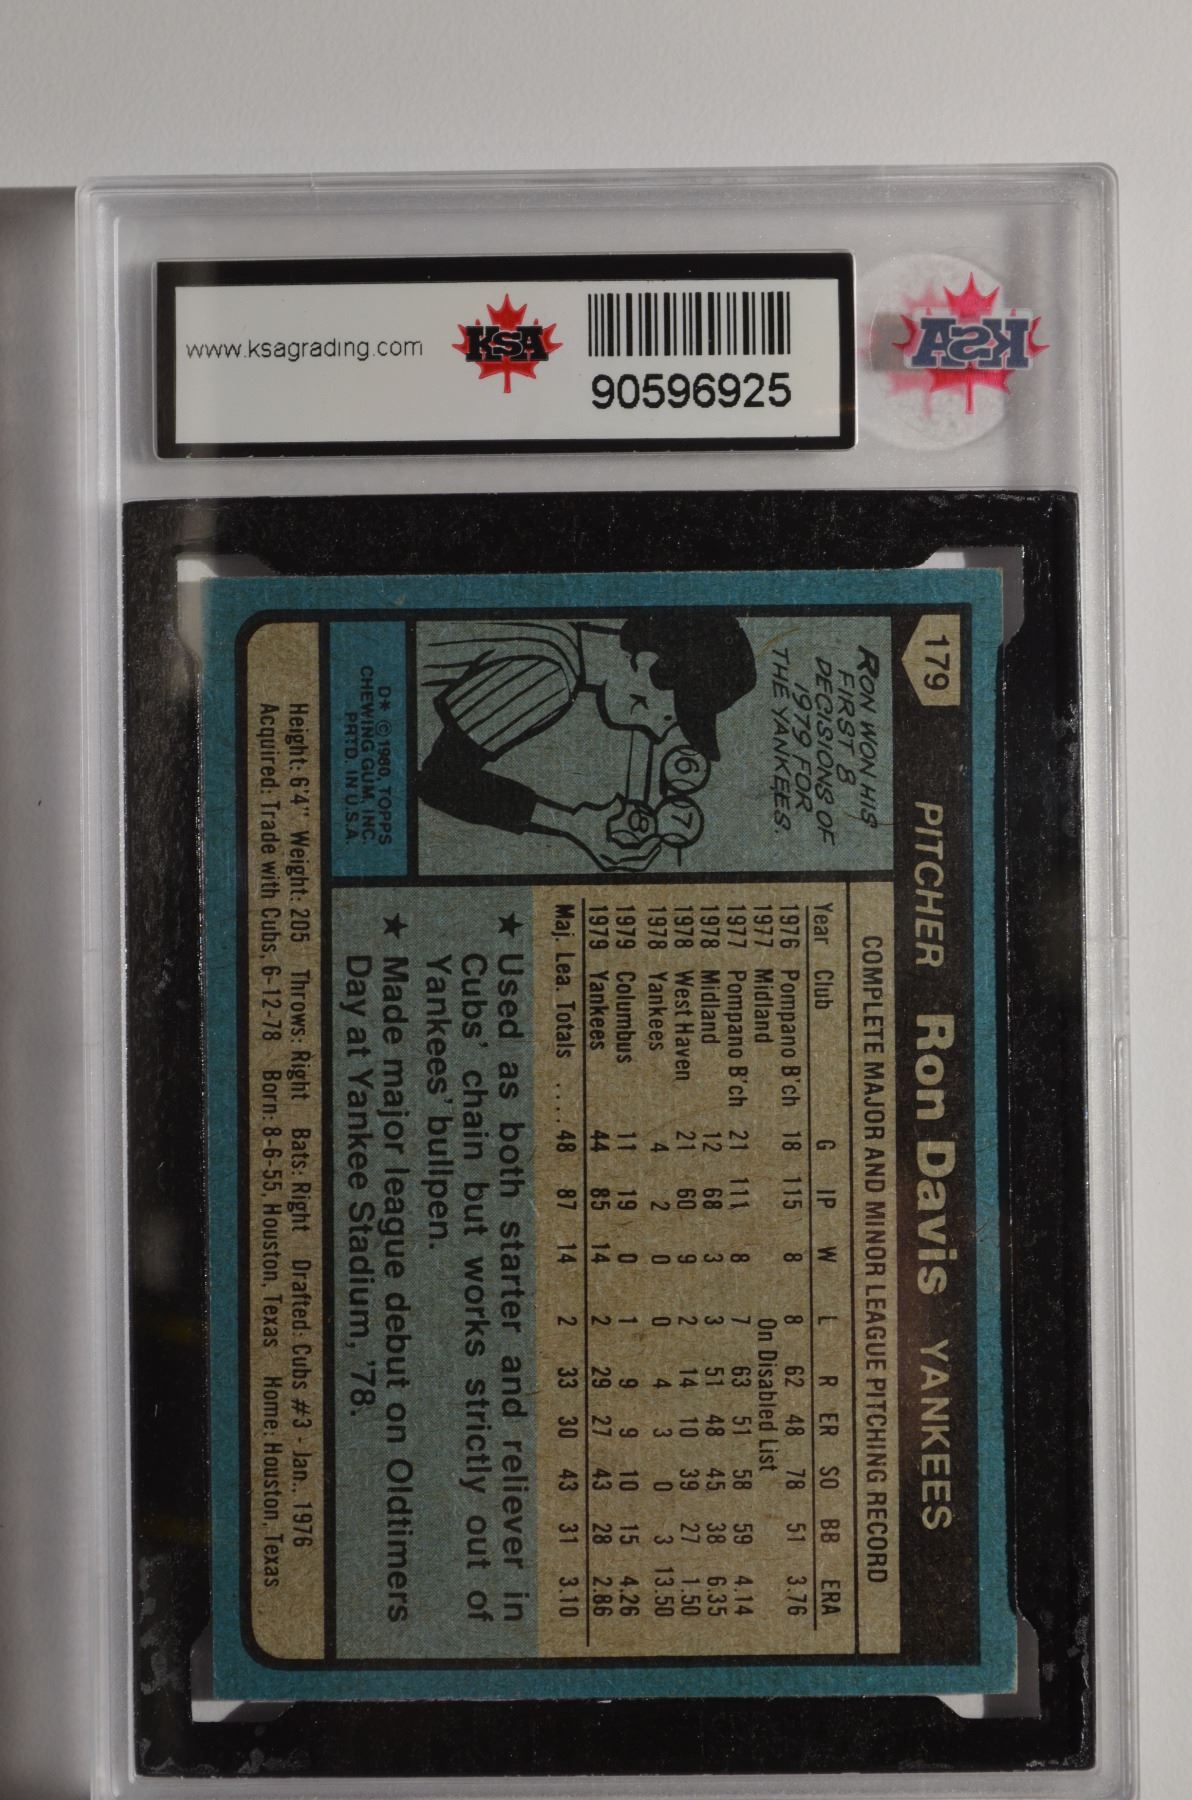 www.ksagrading.com
KSA
90596925
KSA
179 PITCHER Ron Davis YANKEES
RON WON HIS
FIRST 8
DECISIONS OF
1979 FOR
THE YANKEES.
6
7
8
K
D* © 1980, TOPPS
CHEWING GUM, INC.
PRTD. IN U.S.A.
COMPLETE MAJOR AND MINOR LEAGUE PITCHING RECORD
Year Club G IP W L R ER SO BB ERA
1976 Pompano B'ch 18 115 8 8 62 48 78 51 3.76
1977 Midland On Disabled List
1977 Pompano B'ch 21 111 8 7 63 51 58 59 4.14
1978 Midland 12 68 3 3 51 48 45 38 6.35
1978 West Haven 21 60 9 2 14 10 39 27 1.50
1978 Yankees 4 2 0 0 4 3 0 3 13.50
1979 Columbus 11 19 0 1 9 9 10 15 4.26
1979 Yankees 44 85 14 2 29 27 43 28 2.86
Maj. Lea. Totals .... 48 87 14 2 33 30 43 31 3.10
★ Used as both starter and reliever in
Cubs' chain but works strictly out of
Yankees' bullpen.
★ Made major league debut on Oldtimers
Day at Yankee Stadium, '78.
Height: 6'4" Weight: 205 Throws: Right Bats: Right Drafted: Cubs #3 - Jan., 1976
Acquired: Trade with Cubs, 6-12-78 Born: 8-6-55, Houston, Texas Home: Houston, Texas